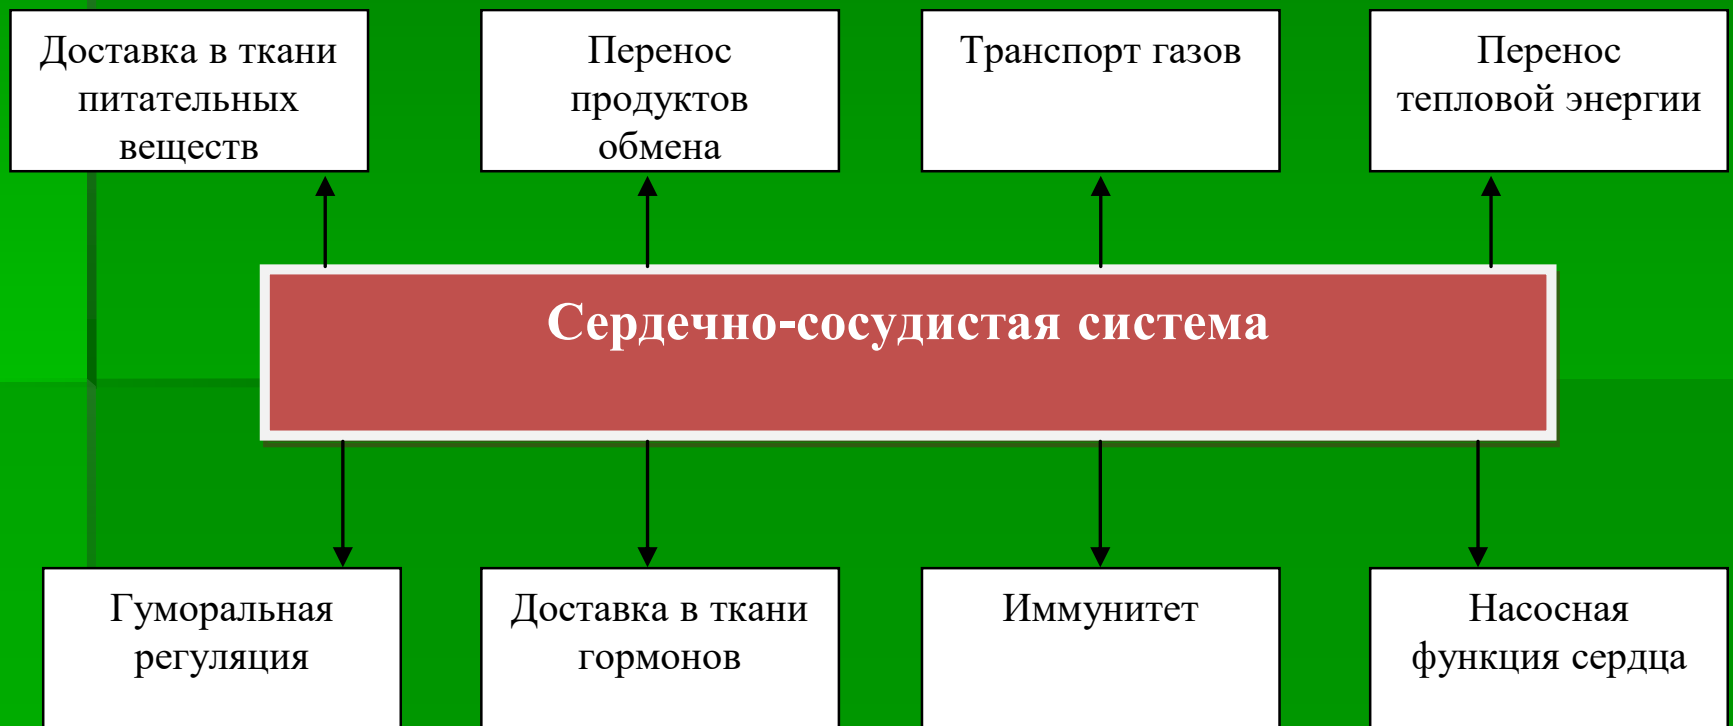 Доставка в ткани
питательных
веществ
Перенос
продуктов
обмена
Транспорт газов
Перенос
тепловой энергии
Сердечно-сосудистая система
Гуморальная
регуляция
Доставка в ткани
гормонов
Иммунитет
Насосная
функция сердца